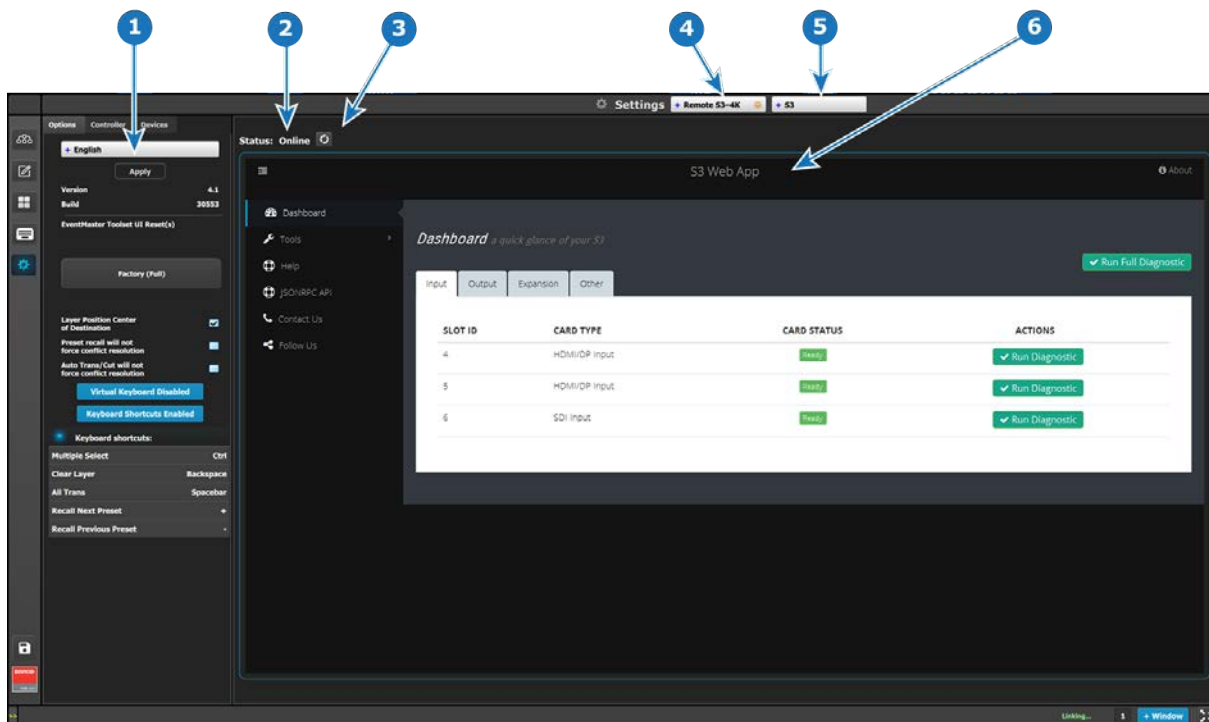 1
2
3
4
5
6
Settings
+ Remote S3-4K
+ S3
Options Controller Devices
+ English
Apply
Version 4.1
Build 30553
EventMaster Toolset UI Reset(s)
Factory (Full)
Layer Position Center
of Destination
Preset recall will not
force conflict resolution
Auto Trans/Cut will not
force conflict resolution
Virtual Keyboard Disabled
Keyboard Shortcuts Enabled
Keyboard shortcuts:
Multiple Select Ctrl
Clear Layer Backspace
All Trans Spacebar
Recall Next Preset +
Recall Previous Preset -
Status: Online
S3 Web App
About
Dashboard
Tools
Help
JSONRPC API
Contact Us
Follow Us
Dashboard a quick glance of your S3
Run Full Diagnostic
Input Output Expansion Other
SLOT ID CARD TYPE CARD STATUS ACTIONS
4 HDMI/DP Input Ready Run Diagnostic
5 HDMI/DP Input Ready Run Diagnostic
6 SDI Input Ready Run Diagnostic
Linking... 1 + Window